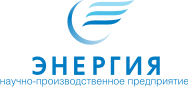 ЭНЕРГИЯ
научно-производственное предприятие